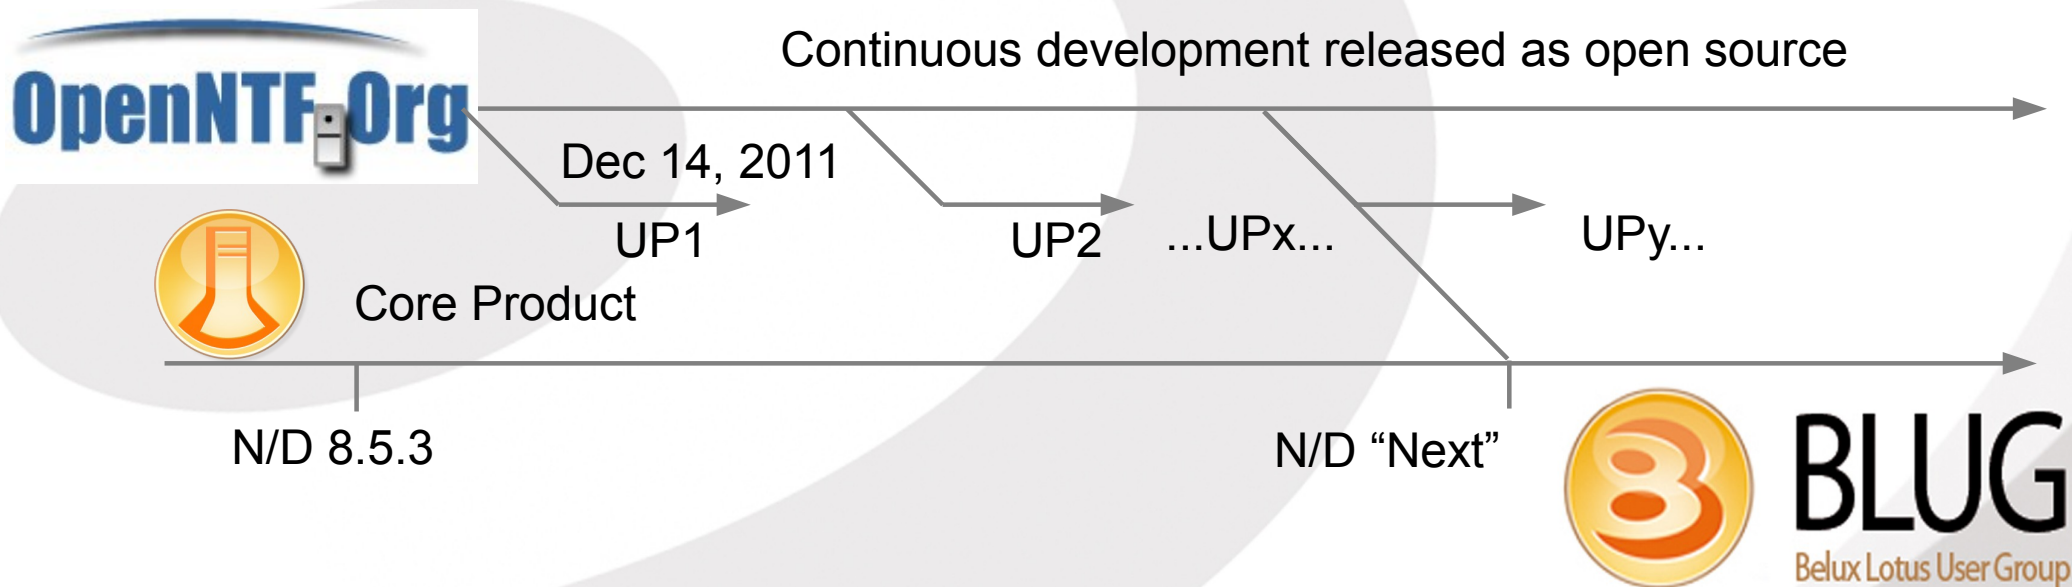 OpenNTF.Org
Continuous development released as open source
Dec 14, 2011
UP1
UP2
...UPx...
UPy...
Core Product
N/D 8.5.3
N/D “Next”
BLUG
Belux Lotus User Group